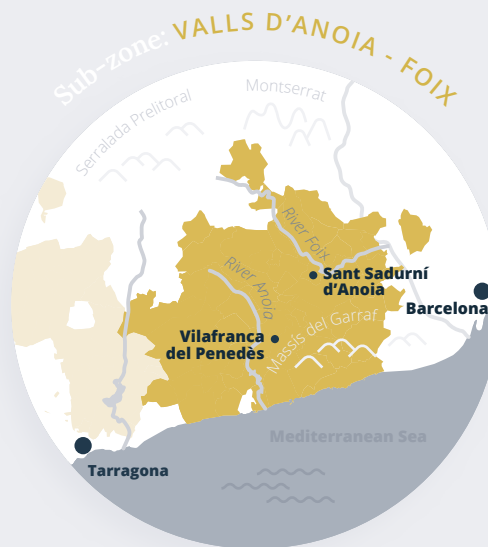 Sub-zone: VALLS D’ANOIA - FOIX
Montserrat
Serralada Prelitoral
River Foix
River Anoia
Sant Sadurní
d’Anoia
Barcelona
Vilafranca
del Penedès
Massís del Garraf
Mediterranean Sea
Tarragona